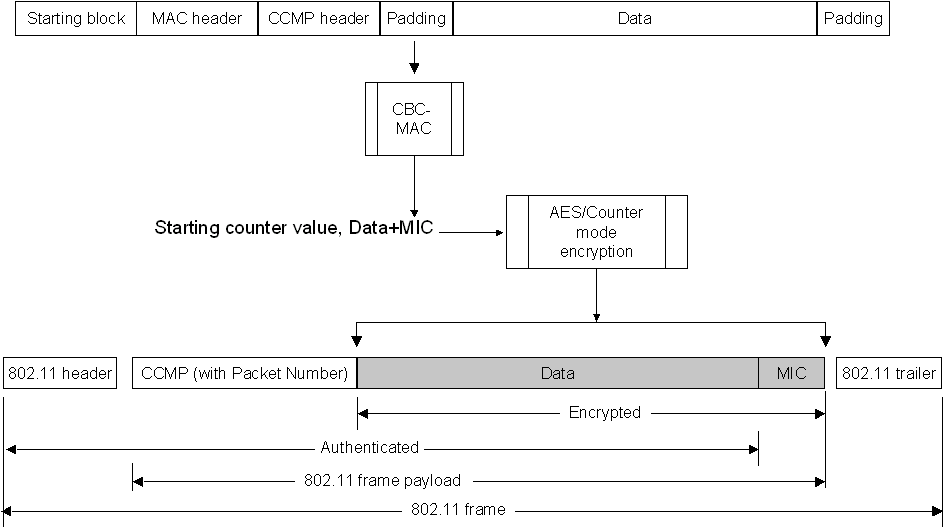 Starting block MAC header CCMP header Padding Data Padding
CBC-
MAC
Starting counter value, Data+MIC
AES/Counter
mode
encryption
802.11 header CCMP (with Packet Number) Data MIC 802.11 trailer
Encrypted
Authenticated
802.11 frame payload
802.11 frame